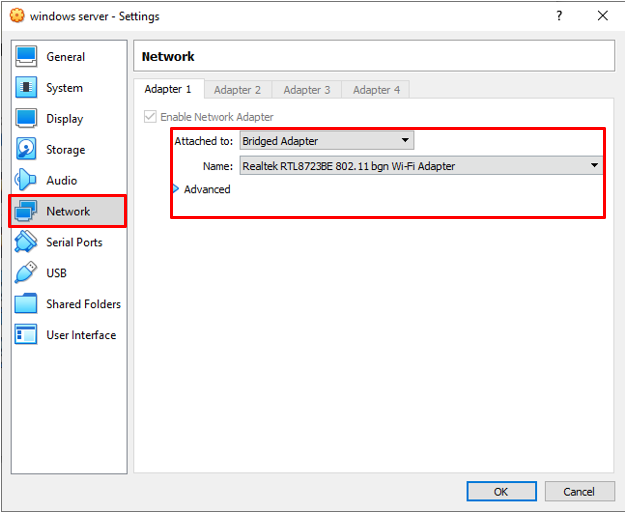 windows server - Settings
?
General
System
Display
Storage
Audio
Network
Serial Ports
USB
Shared Folders
User Interface
Network
Adapter 1 Adapter 2 Adapter 3 Adapter 4
Enable Network Adapter
Attached to: Bridged Adapter
Name: Realtek RTL8723BE 802.11 bgn Wi-Fi Adapter
Advanced
OK Cancel